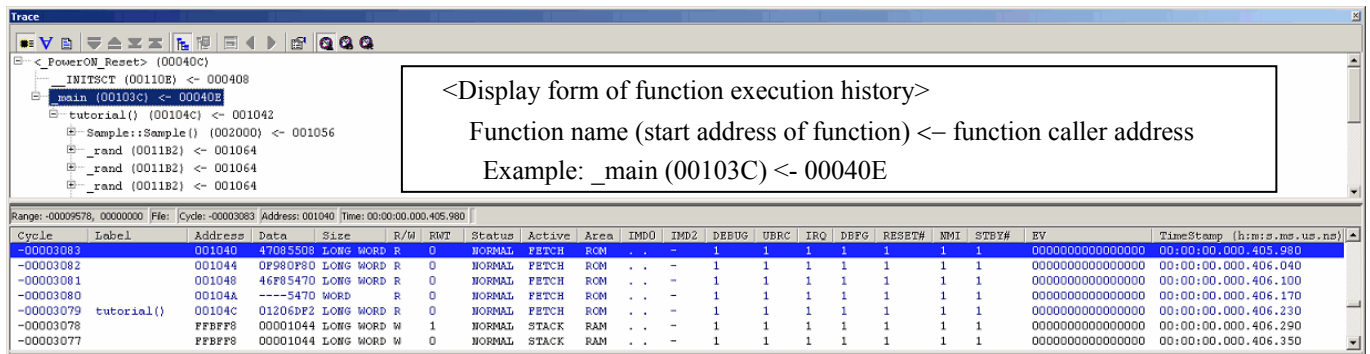 Trace
<_PowerON_Reset> (00040C)
__INITSCT (00110E) <- 000408
_main (00103C) <- 00040E
tutorial() (00104C) <- 001042
Sample::Sample() (002000) <- 001056
_rand (0011B2) <- 001064
_rand (0011B2) <- 001064
_rand (0011B2) <- 001064
<Display form of function execution history>
Function name (start address of function) <– function caller address
Example: _main (00103C) <- 00040E
Range: -00009578, 00000000 File: Cycle: -00003083 Address: 001040 Time: 00:00:00.000.405.980
Cycle Label Address Data Size R/W RWT Status Active Area IMD0 IMD2 DEBUG UBRC IRQ DBFG RESET# NMI STBY# EV TimeStamp (h:m:s.ms.us.ns)
-00003083 001040 47085508 LONG WORD R 0 NORMAL FETCH ROM . . - 1 1 1 1 1 1 1 0000000000000000 00:00:00.000.405.980
-00003082 001044 0F980F80 LONG WORD R 0 NORMAL FETCH ROM . . - 1 1 1 1 1 1 1 0000000000000000 00:00:00.000.406.040
-00003081 001048 46F85470 LONG WORD R 0 NORMAL FETCH ROM . . - 1 1 1 1 1 1 1 0000000000000000 00:00:00.000.406.100
-00003080 00104A ----5470 WORD R 0 NORMAL FETCH ROM . . - 1 1 1 1 1 1 1 0000000000000000 00:00:00.000.406.170
-00003079 tutorial() 00104C 01206DF2 LONG WORD R 0 NORMAL FETCH ROM . . - 1 1 1 1 1 1 1 0000000000000000 00:00:00.000.406.230
-00003078 FFBFF8 00001044 LONG WORD W 1 NORMAL STACK RAM . . - 1 1 1 1 1 1 1 0000000000000000 00:00:00.000.406.290
-00003077 FFBFF8 00001044 LONG WORD W 0 NORMAL STACK RAM . . - 1 1 1 1 1 1 1 0000000000000000 00:00:00.000.406.350